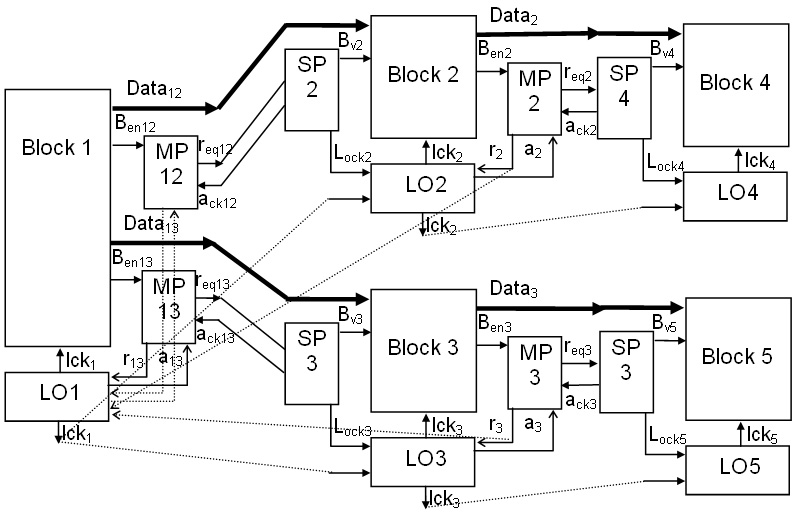 Data2
Bv2
Block 2
Ben2
SP
2
MP
2
req2
SP
4
Bv4
Block 4
Data12
Block 1
Ben12
MP
12
req12
ack12
Lock2
lck2
r2
a2
ack2
LO2
lck2
Lock4
lck4
LO4
Data13
Ben13
MP
13
req13
ack13
SP
3
Bv3
Block 3
Data3
Ben3
MP
3
req3
SP
3
Bv5
Block 5
lck1
r13
a13
LO1
lck1
Lock3
lck3
r3
a3
ack3
LO3
lck3
Lock5
lck5
LO5